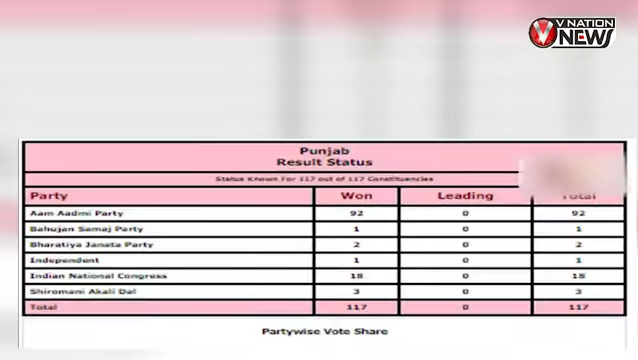 V NATION
NEWS
Punjab
Result Status
Status Known For 117 out of 117 Constituencies
Party Won Leading Total
Aam Aadmi Party 92 0 92
Bahujan Samaj Party 1 0 1
Bharatiya Janata Party 2 0 2
Independent 1 0 1
Indian National Congress 18 0 18
Shiromani Akali Dal 3 0 3
Total 117 0 117
Partywise Vote Share